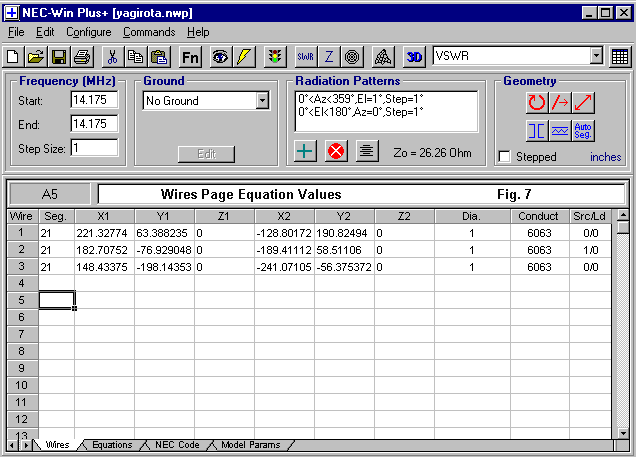 NEC-Win Plus+ [yagirota.nwp]
File Edit Configure Commands Help
Fn SWR Z 3D VSWR
Frequency (MHz) Ground Radiation Patterns Geometry
Start: 14.175 No Ground 0°<Az<359°,El=1°,Step=1°
0°<El<180°,Az=0°,Step=1°
End: 14.175
Step Size: 1 Edit Zo = 26.26 Ohm Auto Seg.
Stepped inches
A5 Wires Page Equation Values Fig. 7
Wire Seg. X1 Y1 Z1 X2 Y2 Z2 Dia. Conduct Src/Ld
1 21 221.32774 63.388235 0 -128.80172 190.82494 0 1 6063 0/0
2 21 182.70752 -76.929048 0 -189.41112 58.51106 0 1 6063 1/0
3 21 148.43375 -198.14353 0 -241.07105 -56.375372 0 1 6063 0/0
4
5
6
7
8
9
10
11
12
13
Wires Equations NEC Code Model Params